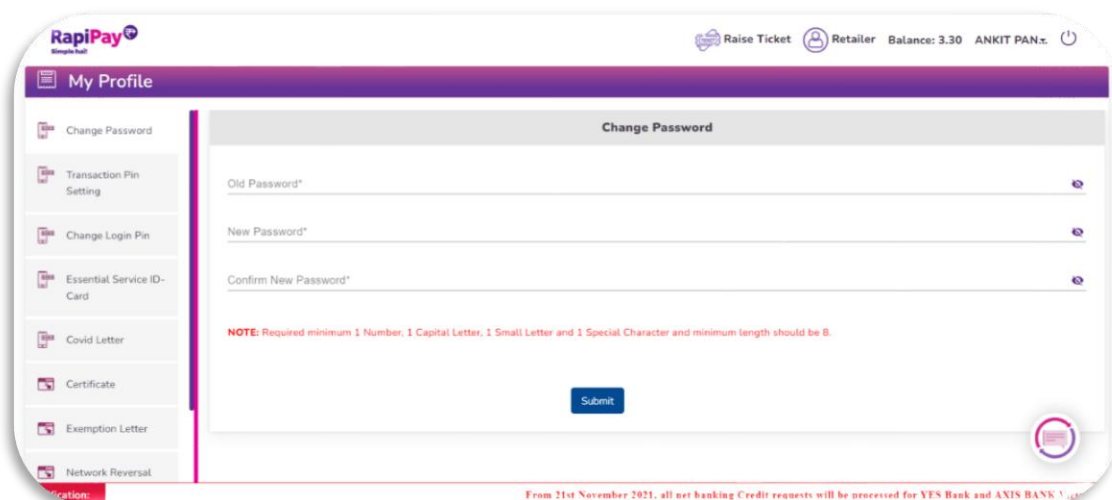 RapiPay
Simple hai!
Raise Ticket
Retailer
Balance: 3.30
ANKIT PAN..
My Profile
Change Password
Transaction Pin
Setting
Change Login Pin
Essential Service ID-
Card
Covid Letter
Certificate
Exemption Letter
Network Reversal
Change Password
Old Password*
New Password*
Confirm New Password*
NOTE: Required minimum 1 Number, 1 Capital Letter, 1 Small Letter and 1 Special Character and minimum length should be 8.
Submit
From 21st November 2021, all net banking Credit requests will be processed for YES Bank and AXIS BANK